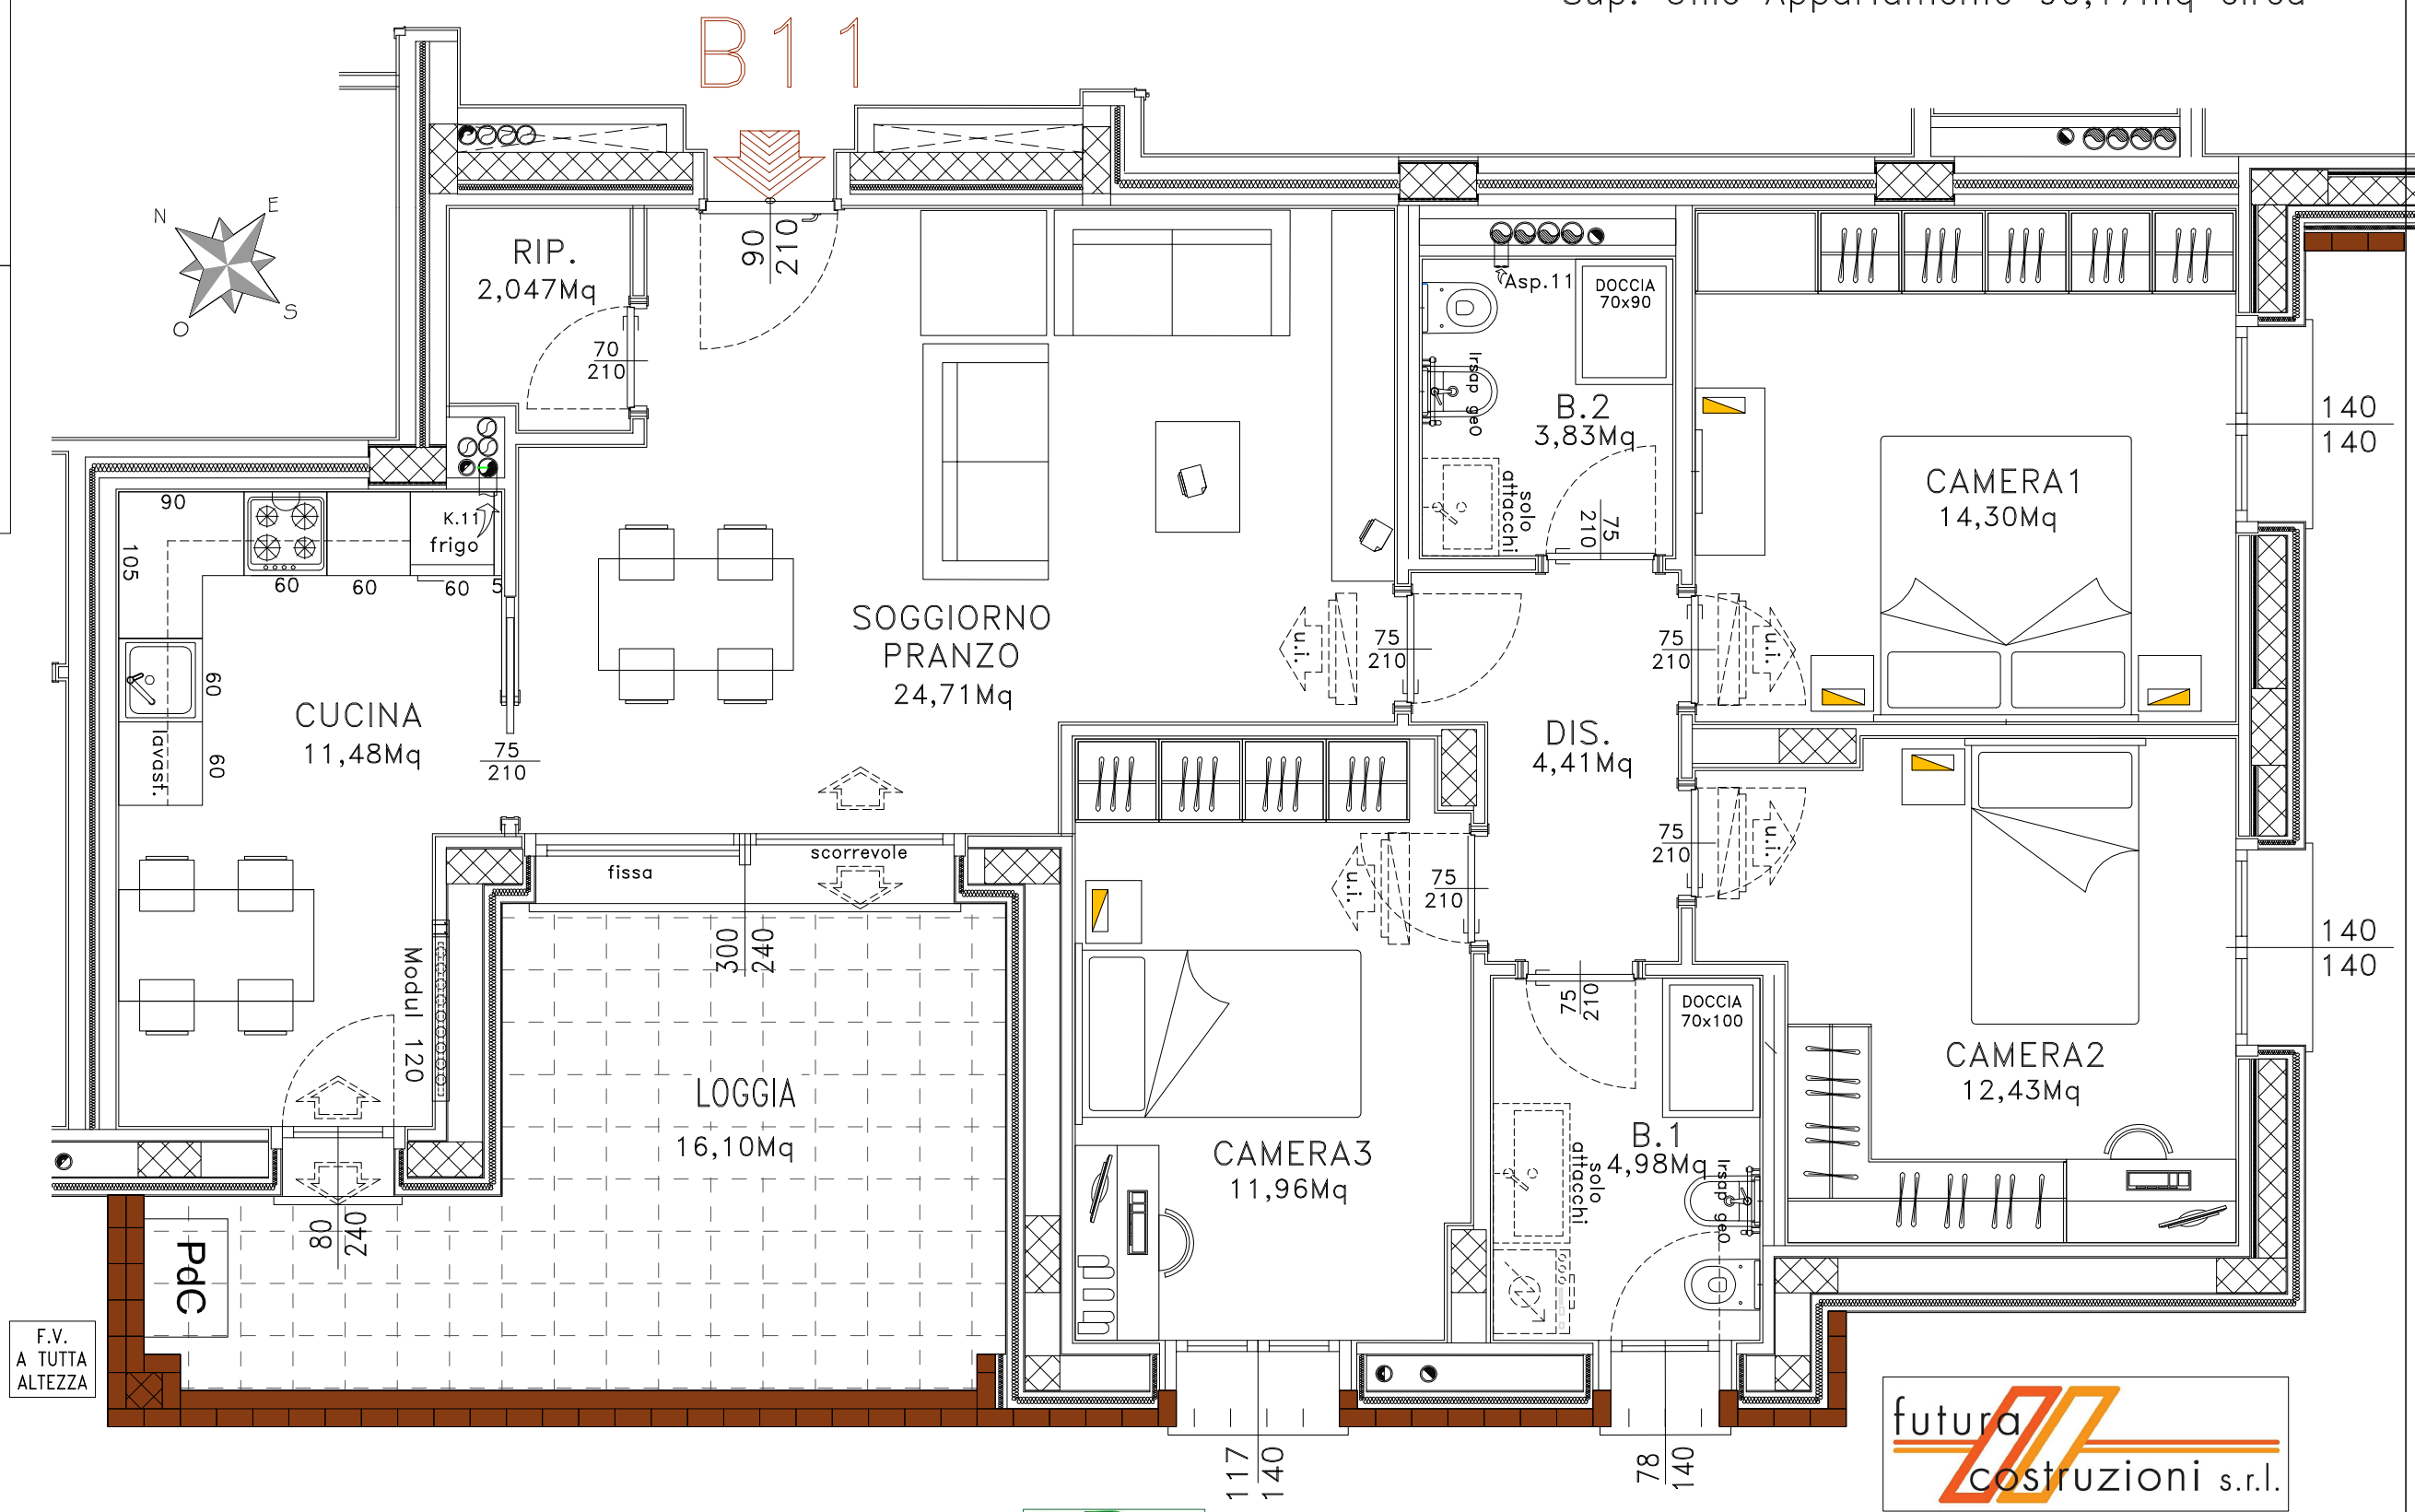 B11
N
E
S
O
RIP.
2,047Mq
90
210
70
210
Asp.11
DOCCIA
70x90
Irsap geO
B.2
3,83Mq
solo
attacchi
75
210
CAMERA1
14,30Mq
140
140
90
105
K.11
frigo
60
60
60
5
60
60
lavast.
CUCINA
11,48Mq
75
210
SOGGIORNO
PRANZO
24,71Mq
u.i.
75
210
75
210
u.i.
DIS.
4,41Mq
75
210
u.i.
fissa
scorrevole
300
240
u.i.
75
210
140
140
Modul 120
LOGGIA
16,10Mq
75
210
DOCCIA
70x100
CAMERA2
12,43Mq
CAMERA3
11,96Mq
B.1
4,98Mq
solo
attacchi
Irsap geO
80
240
PdC
F.V.
A TUTTA
ALTEZZA
117
140
78
140
futura
costruzioni s.r.l.